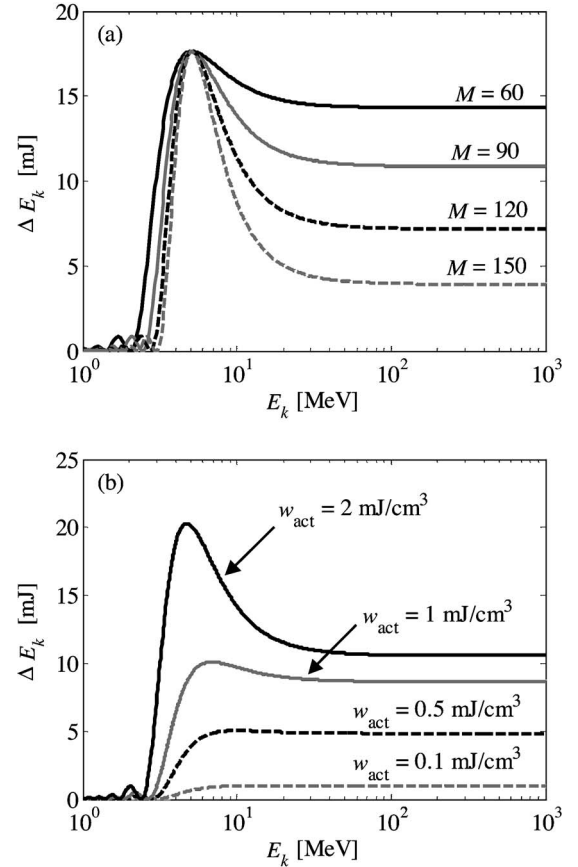 (a)
20
15
10
5
0
Δ E_k [mJ]
M = 60
M = 90
M = 120
M = 150
10^0 10^1 10^2 10^3
E_k [MeV]
(b)
25
20
15
10
5
0
Δ E_k [mJ]
w_act = 2 mJ/cm^3
w_act = 1 mJ/cm^3
w_act = 0.5 mJ/cm^3
w_act = 0.1 mJ/cm^3
10^0 10^1 10^2 10^3
E_k [MeV]